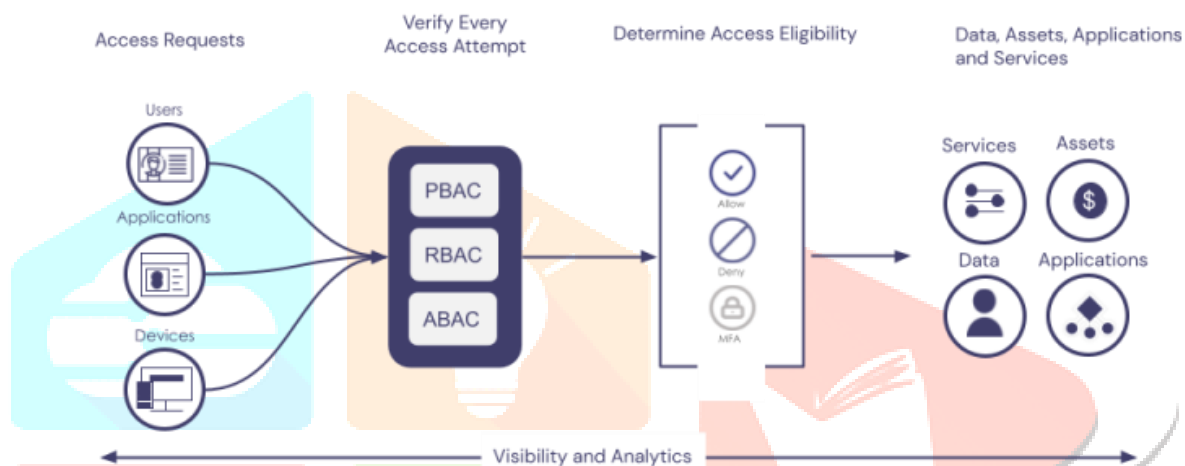 Access Requests
Verify Every
Access Attempt
Determine Access Eligibility
Data, Assets, Applications
and Services
Users
Applications
Devices
PBAC
RBAC
ABAC
Allow
Deny
MFA
Services
Assets
$
Data
Applications
Visibility and Analytics